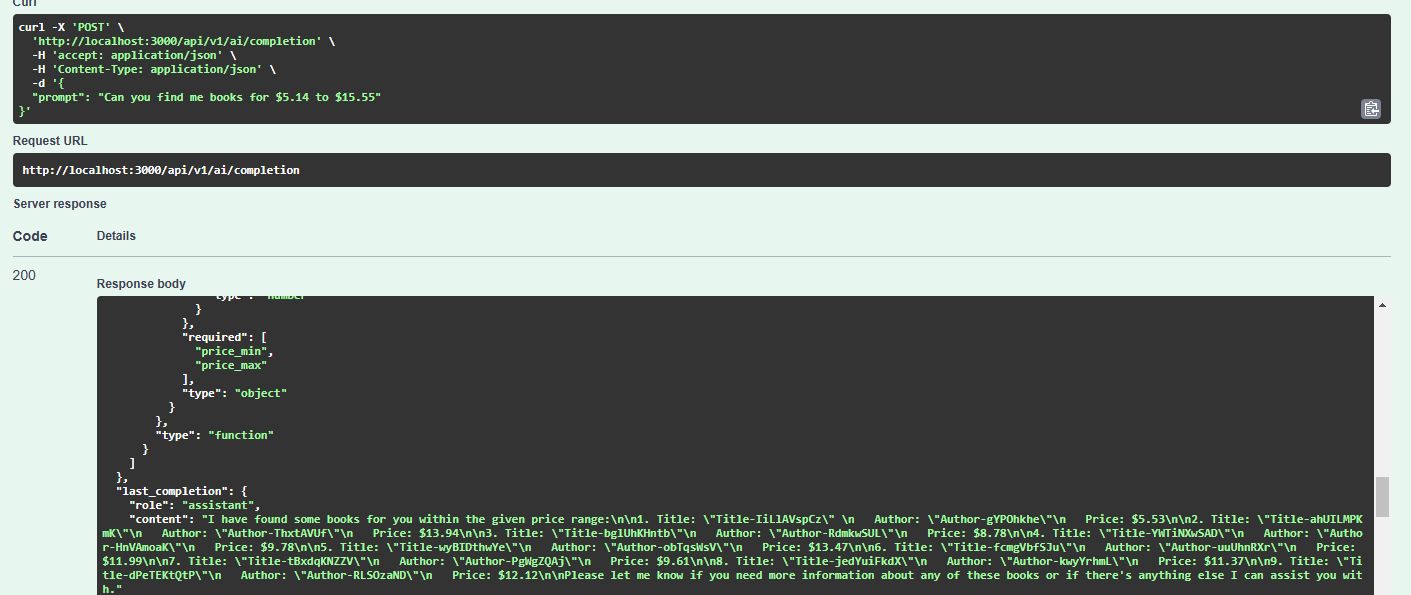 Curl
curl -X 'POST' \
'http://localhost:3000/api/v1/ai/completion' \
-H 'accept: application/json' \
-H 'Content-Type: application/json' \
-d '{
"prompt": "Can you find me books for $5.14 to $15.55"
}'
Request URL
http://localhost:3000/api/v1/ai/completion
Server response
Code Details
200
Response body
"type": "number"
}
},
"required": [
"price_min",
"price_max"
],
"type": "object"
}
},
"type": "function"
}
]
},
"last_completion": {
"role": "assistant",
"content": "I have found some books for you within the given price range:\n\n1. Title: \"Title-IiLlAVspCz\" \n   Author: \"Author-gYPOhkhe\"\n   Price: $5.53\n\n2. Title: \"Title-ahUILMPK
mK\"\n   Author: \"Author-ThxtAVUf\"\n   Price: $13.94\n\n3. Title: \"Title-bglUhKHntb\"\n   Author: \"Author-RdmkwSUL\"\n   Price: $8.78\n\n4. Title: \"Title-YWTiNXwSAD\"\n   Author: \"Autho
r-HnVAmoaK\"\n   Price: $9.78\n\n5. Title: \"Title-wyBIDthwYe\"\n   Author: \"Author-obTqsWsV\"\n   Price: $13.47\n\n6. Title: \"Title-fcmgVbfSJu\"\n   Author: \"Author-uuUhnRXr\"\n   Price:
$11.99\n\n7. Title: \"Title-tBxdqKNZZV\"\n   Author: \"Author-PgWgZQAj\"\n   Price: $9.61\n\n8. Title: \"Title-jedYuiFkdX\"\n   Author: \"Author-kwyYrhmL\"\n   Price: $11.37\n\n9. Title: \"Ti
tle-dPeTEKtQtP\"\n   Author: \"Author-RLSOzaND\"\n   Price: $12.12\n\nPlease let me know if you need more information about any of these books or if there's anything else I can assist you wit
h."